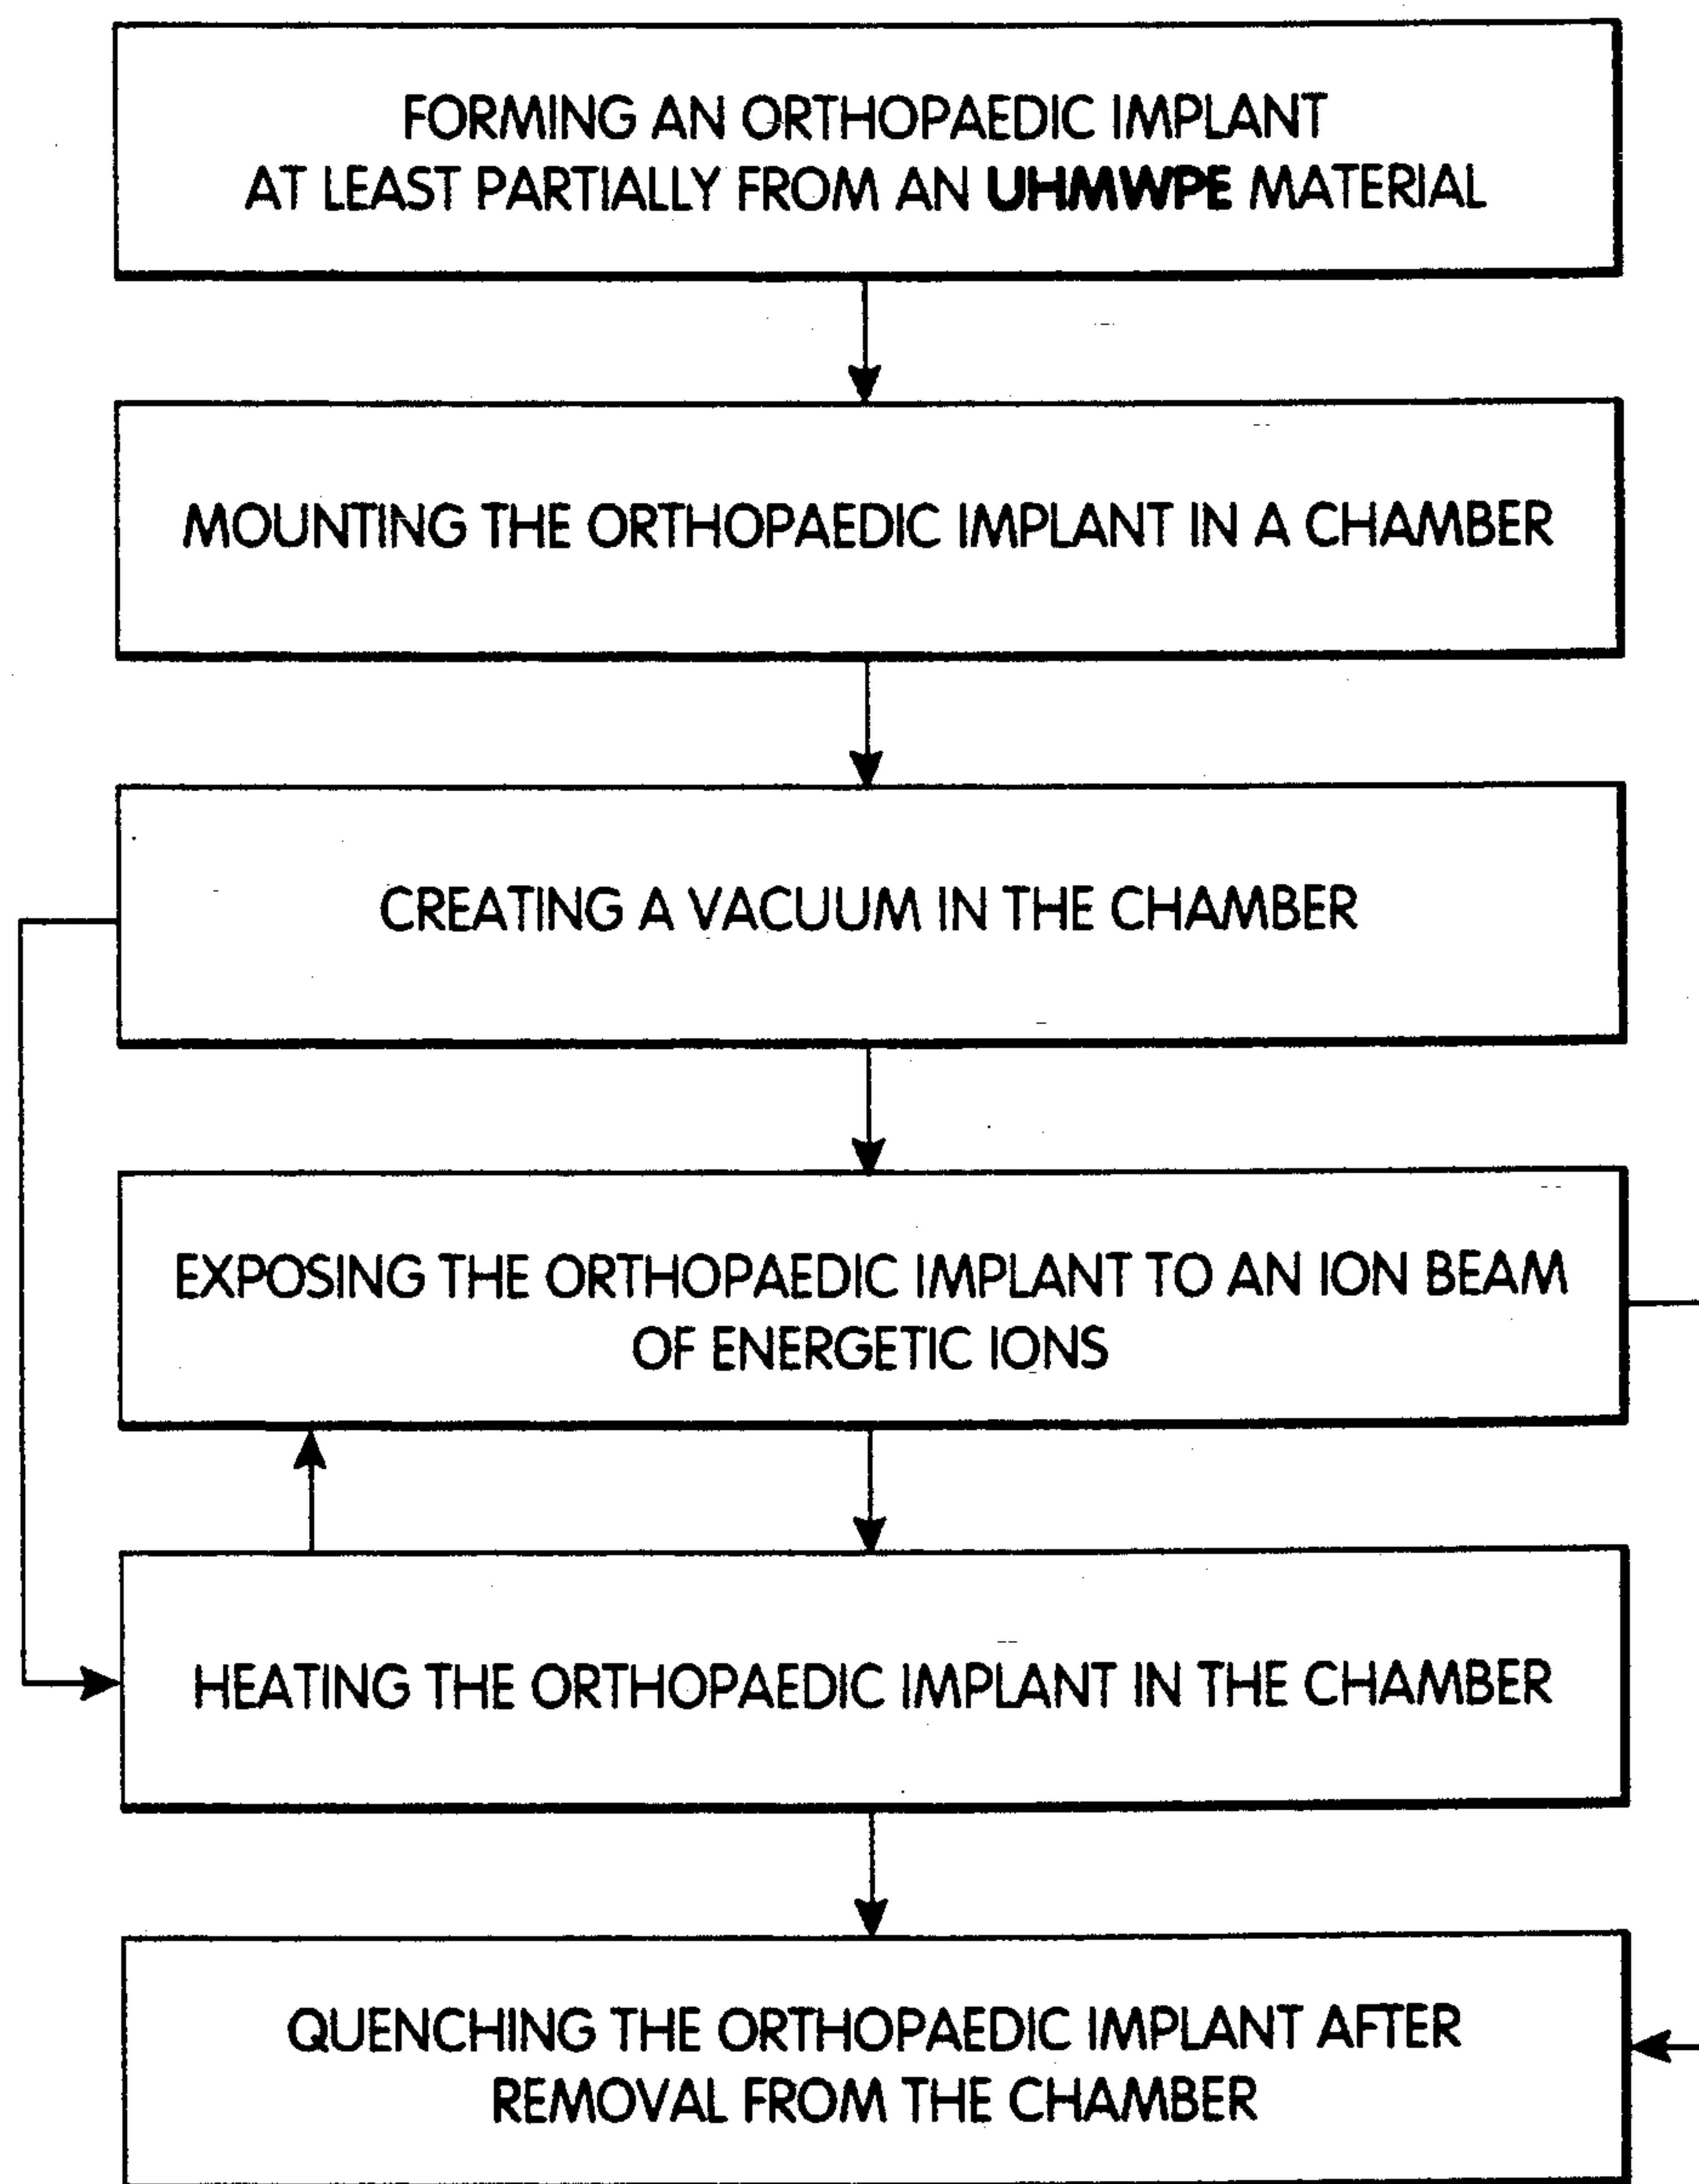 FORMING AN ORTHOPAEDIC IMPLANT
AT LEAST PARTIALLY FROM AN UHMWPE MATERIAL
MOUNTING THE ORTHOPAEDIC IMPLANT IN A CHAMBER
CREATING A VACUUM IN THE CHAMBER
EXPOSING THE ORTHOPAEDIC IMPLANT TO AN ION BEAM
OF ENERGETIC IONS
HEATING THE ORTHOPAEDIC IMPLANT IN THE CHAMBER
QUENCHING THE ORTHOPAEDIC IMPLANT AFTER
REMOVAL FROM THE CHAMBER